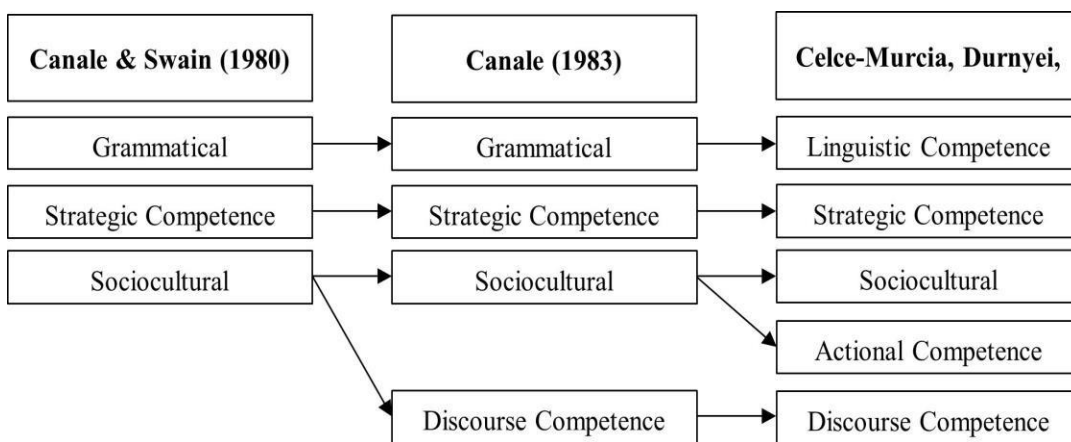 Canale & Swain (1980)
Canale (1983)
Celce-Murcia, Durnyei,
Grammatical
Grammatical
Linguistic Competence
Strategic Competence
Strategic Competence
Strategic Competence
Sociocultural
Sociocultural
Sociocultural
Actional Competence
Discourse Competence
Discourse Competence